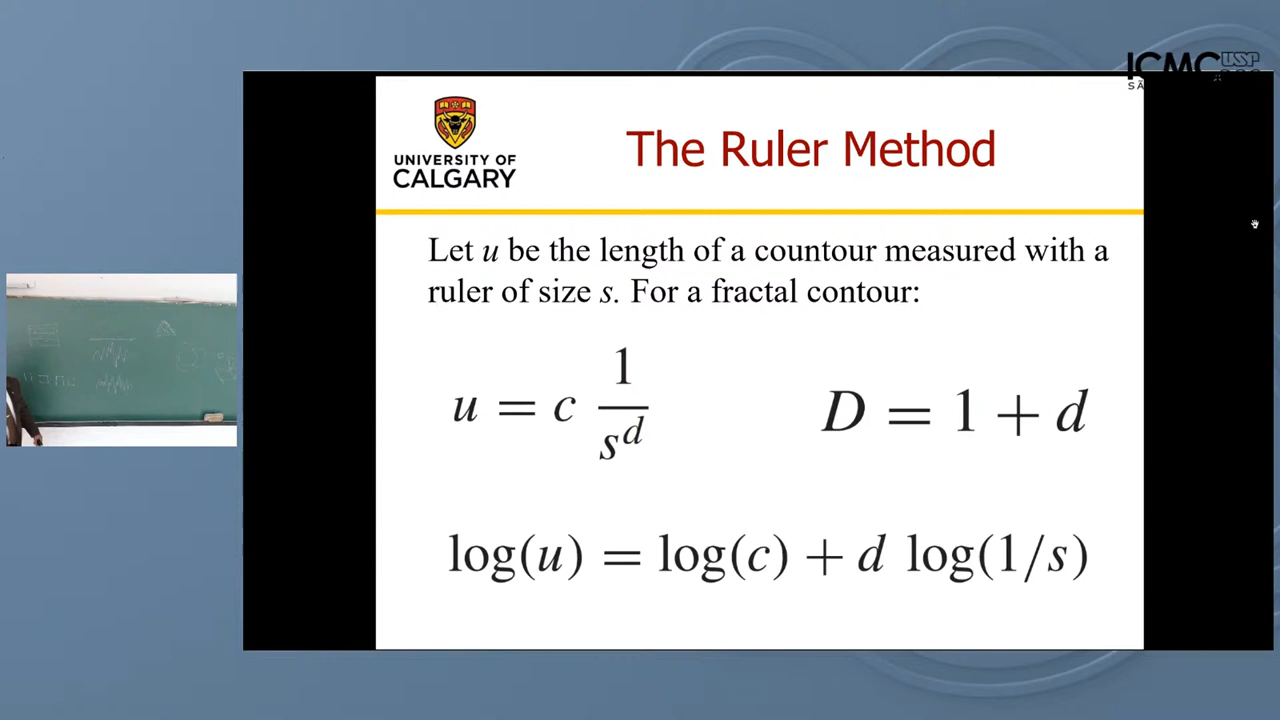 ICMC USP
SÃ
UNIVERSITY OF
CALGARY
The Ruler Method
Let u be the length of a countour measured with a
ruler of size s. For a fractal contour:
u = c 1/s^d
D = 1 + d
log(u) = log(c) + d log(1/s)